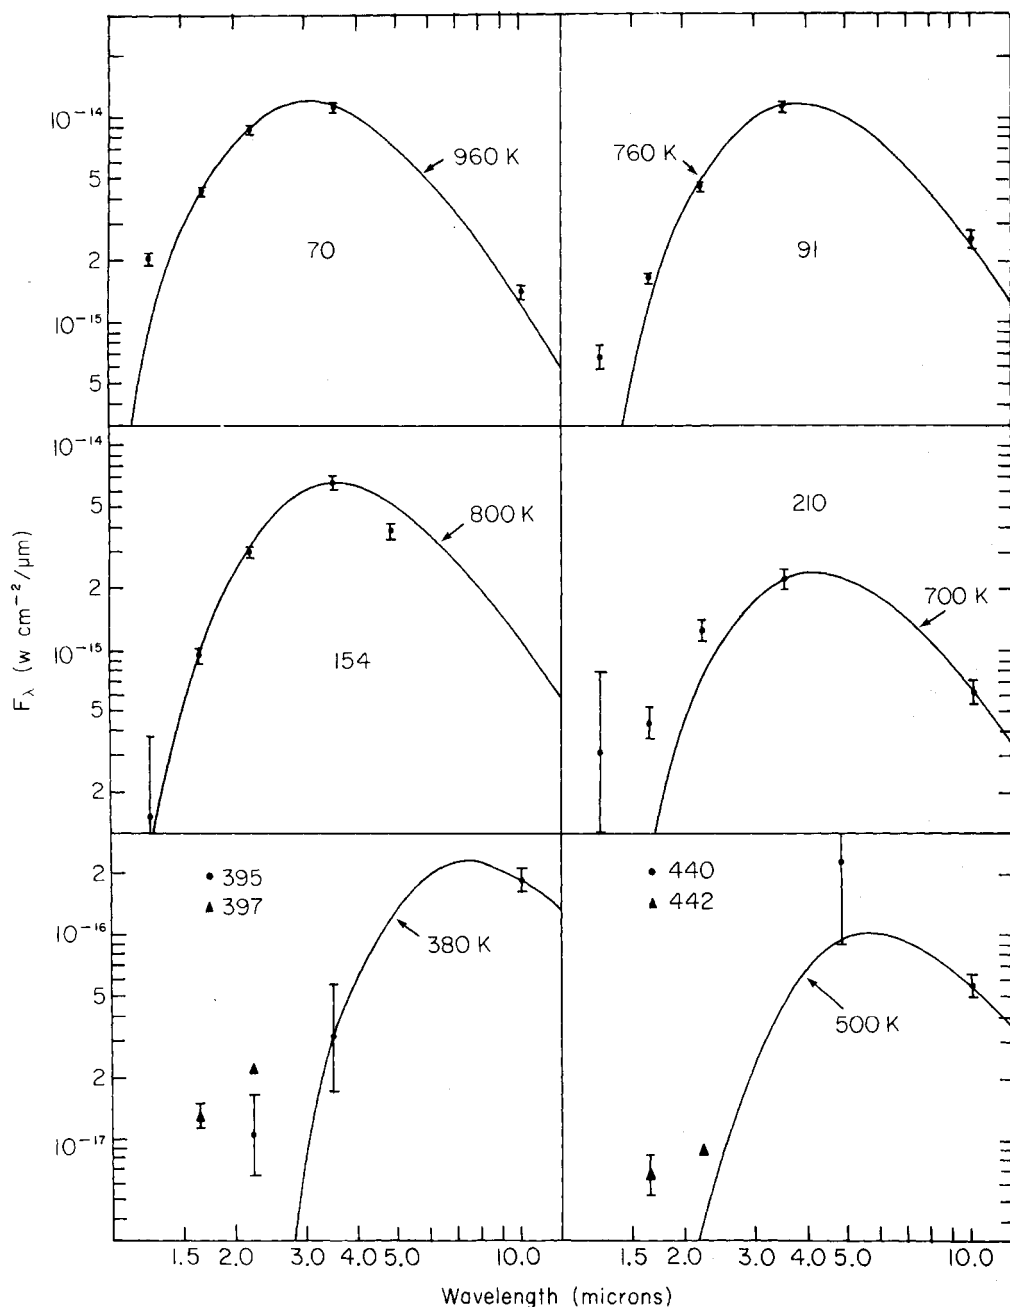 10⁻¹⁴
5
2
10⁻¹⁵
5
960 K
70
760 K
91
10⁻¹⁴
5
2
10⁻¹⁵
5
2
800 K
154
210
700 K
2
10⁻¹⁶
5
2
10⁻¹⁷
395
397
380 K
440
442
500 K
1.5 2.0 3.0 4.0 5.0 10.0
1.5 2.0 3.0 4.0 5.0 10.0
F_λ (w cm⁻²/μm)
Wavelength (microns)